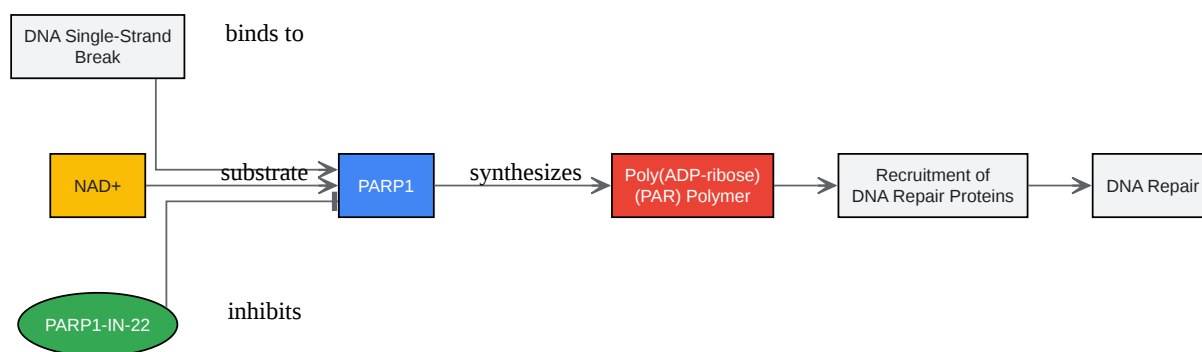 DNA Single-Strand
Break
binds to
NAD+
substrate
PARP1
synthesizes
Poly(ADP-ribose)
(PAR) Polymer
Recruitment of
DNA Repair Proteins
DNA Repair
PARP1-IN-22
inhibits